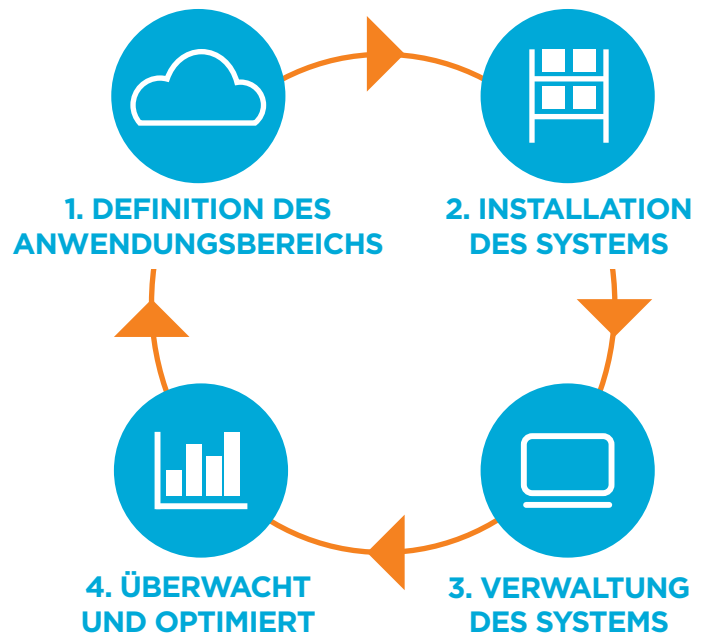 1. DEFINITION DES
ANWENDUNGSBEREICHS
2. INSTALLATION
DES SYSTEMS
3. VERWALTUNG
DES SYSTEMS
4. ÜBERWACHT
UND OPTIMIERT